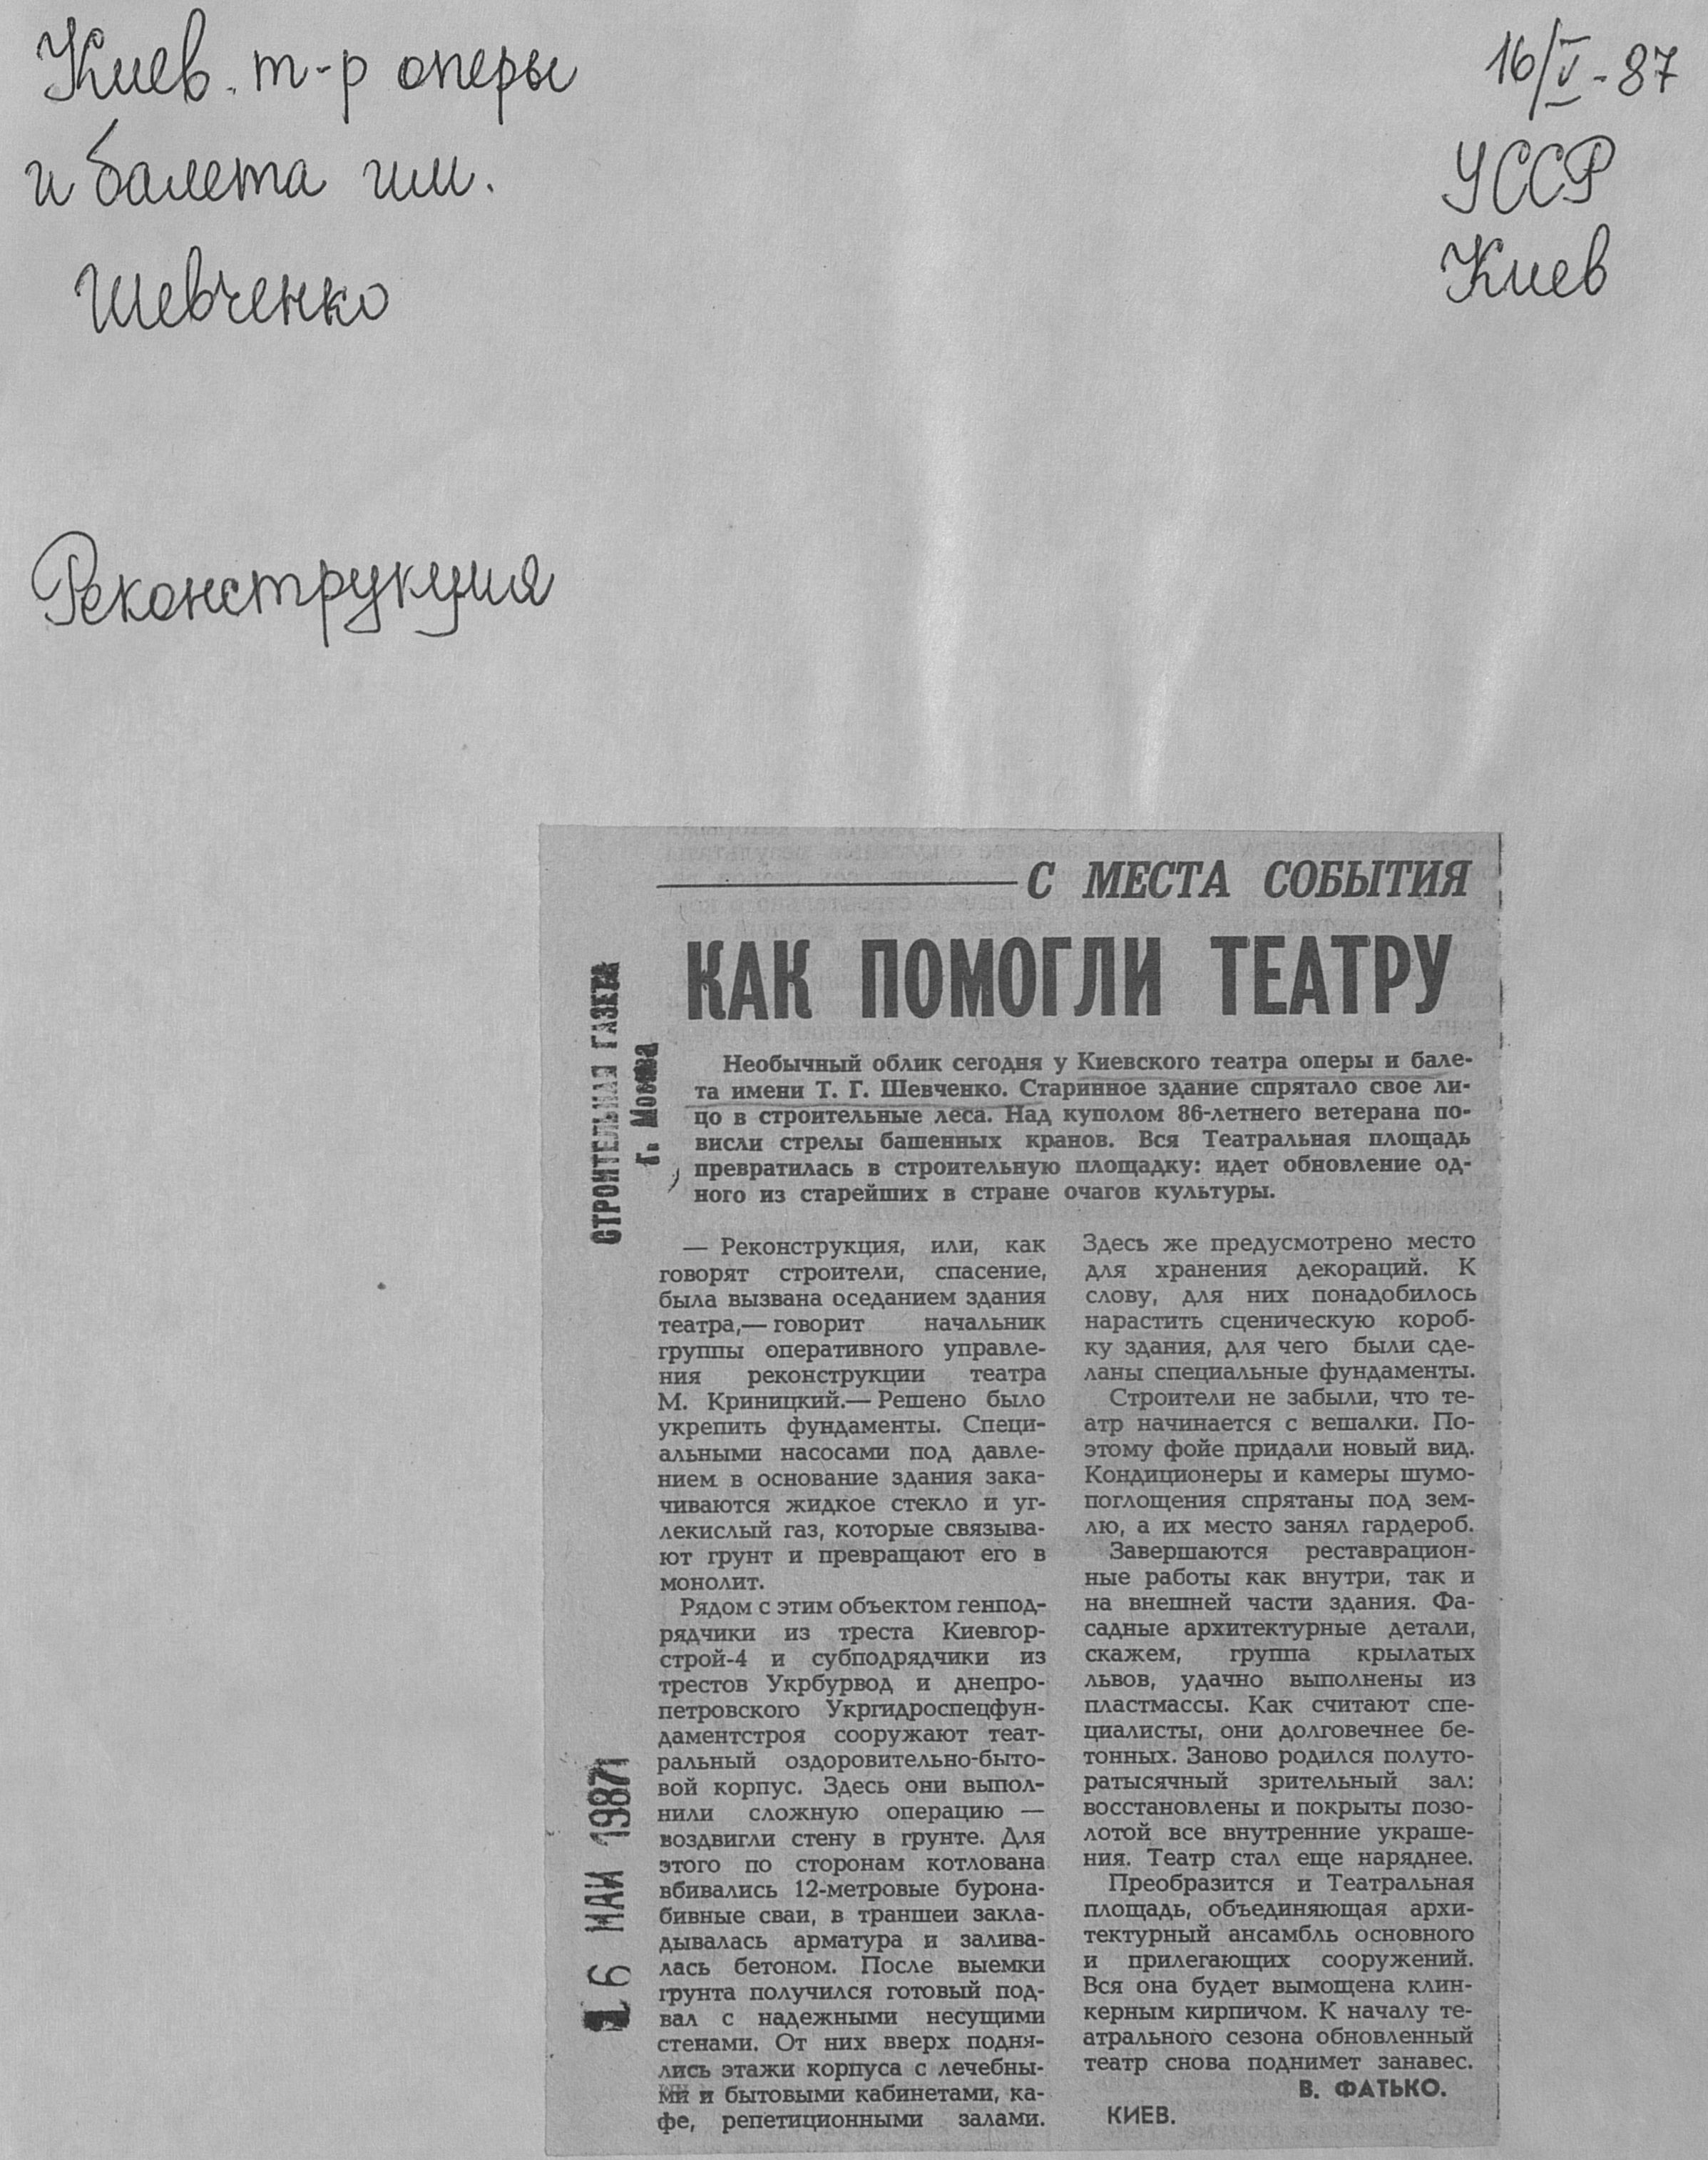 Киев. т-р оперы
и балета им.
Шевченко
16/V-87
УССР
Киев
Реконструкция
СТРОИТЕЛЬНАЯ ГАЗЕТА
г. Москва
16 МАЙ 1987
С МЕСТА СОБЫТИЯ
КАК ПОМОГЛИ ТЕАТРУ
Необычный облик сегодня у Киевского театра оперы и бале-
та имени Т. Г. Шевченко. Старинное здание спрятало свое ли-
цо в строительные леса. Над куполом 86-летнего ветерана по-
висли стрелы башенных кранов. Вся Театральная площадь
превратилась в строительную площадку: идет обновление од-
ного из старейших в стране очагов культуры.
— Реконструкция, или, как
говорят строители, спасение,
была вызвана оседанием здания
театра,— говорит начальник
группы оперативного управле-
ния реконструкции театра
М. Криницкий.— Решено было
укрепить фундаменты. Специ-
альными насосами под давле-
нием в основание здания зака-
чиваются жидкое стекло и уг-
лекислый газ, которые связыва-
ют грунт и превращают его в
монолит.
Рядом с этим объектом генпод-
рядчики из треста Киевгор-
строй-4 и субподрядчики из
трестов Укрбурвод и днепро-
петровского Укргидроспецфун-
даментстроя сооружают теат-
ральный оздоровительно-быто-
вой корпус. Здесь они выпол-
нили сложную операцию —
воздвигли стену в грунте. Для
этого по сторонам котлована
вбивались 12-метровые бурона-
бивные сваи, в траншеи закла-
дывалась арматура и залива-
лась бетоном. После выемки
грунта получился готовый под-
вал с надежными несущими
стенами. От них вверх подня-
лись этажи корпуса с лечебны-
ми и бытовыми кабинетами, ка-
фе, репетиционными залами.
Здесь же предусмотрено место
для хранения декораций. К
слову, для них понадобилось
нарастить сценическую короб-
ку здания, для чего были сде-
ланы специальные фундаменты.
Строители не забыли, что те-
атр начинается с вешалки. По-
этому фойе придали новый вид.
Кондиционеры и камеры шумо-
поглощения спрятаны под зем-
лю, а их место занял гардероб.
Завершаются реставрацион-
ные работы как внутри, так и
на внешней части здания. Фа-
садные архитектурные детали,
скажем, группа крылатых
львов, удачно выполнены из
пластмассы. Как считают спе-
циалисты, они долговечнее бе-
тонных. Заново родился полуто-
ратысячный зрительный зал:
восстановлены и покрыты позо-
лотой все внутренние украше-
ния. Театр стал еще наряднее.
Преобразится и Театральная
площадь, объединяющая архи-
тектурный ансамбль основного
и прилегающих сооружений.
Вся она будет вымощена клин-
керным кирпичом. К началу те-
атрального сезона обновленный
театр снова поднимет занавес.
В. ФАТЬКО.
КИЕВ.